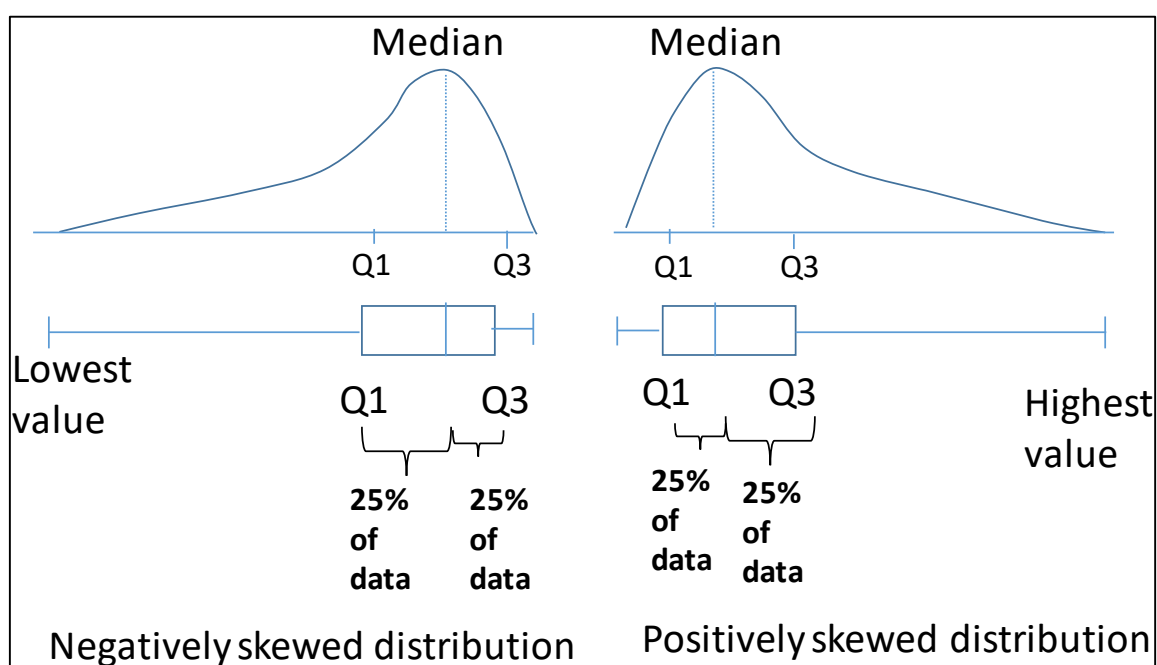 Median
Median
Q1
Q3
Q1
Q3
Lowest
value
Q1
Q3
Q1
Q3
Highest
value
25%
of
data
25%
of
data
25%
of
data
25%
of
data
Negatively skewed distribution
Positively skewed distribution